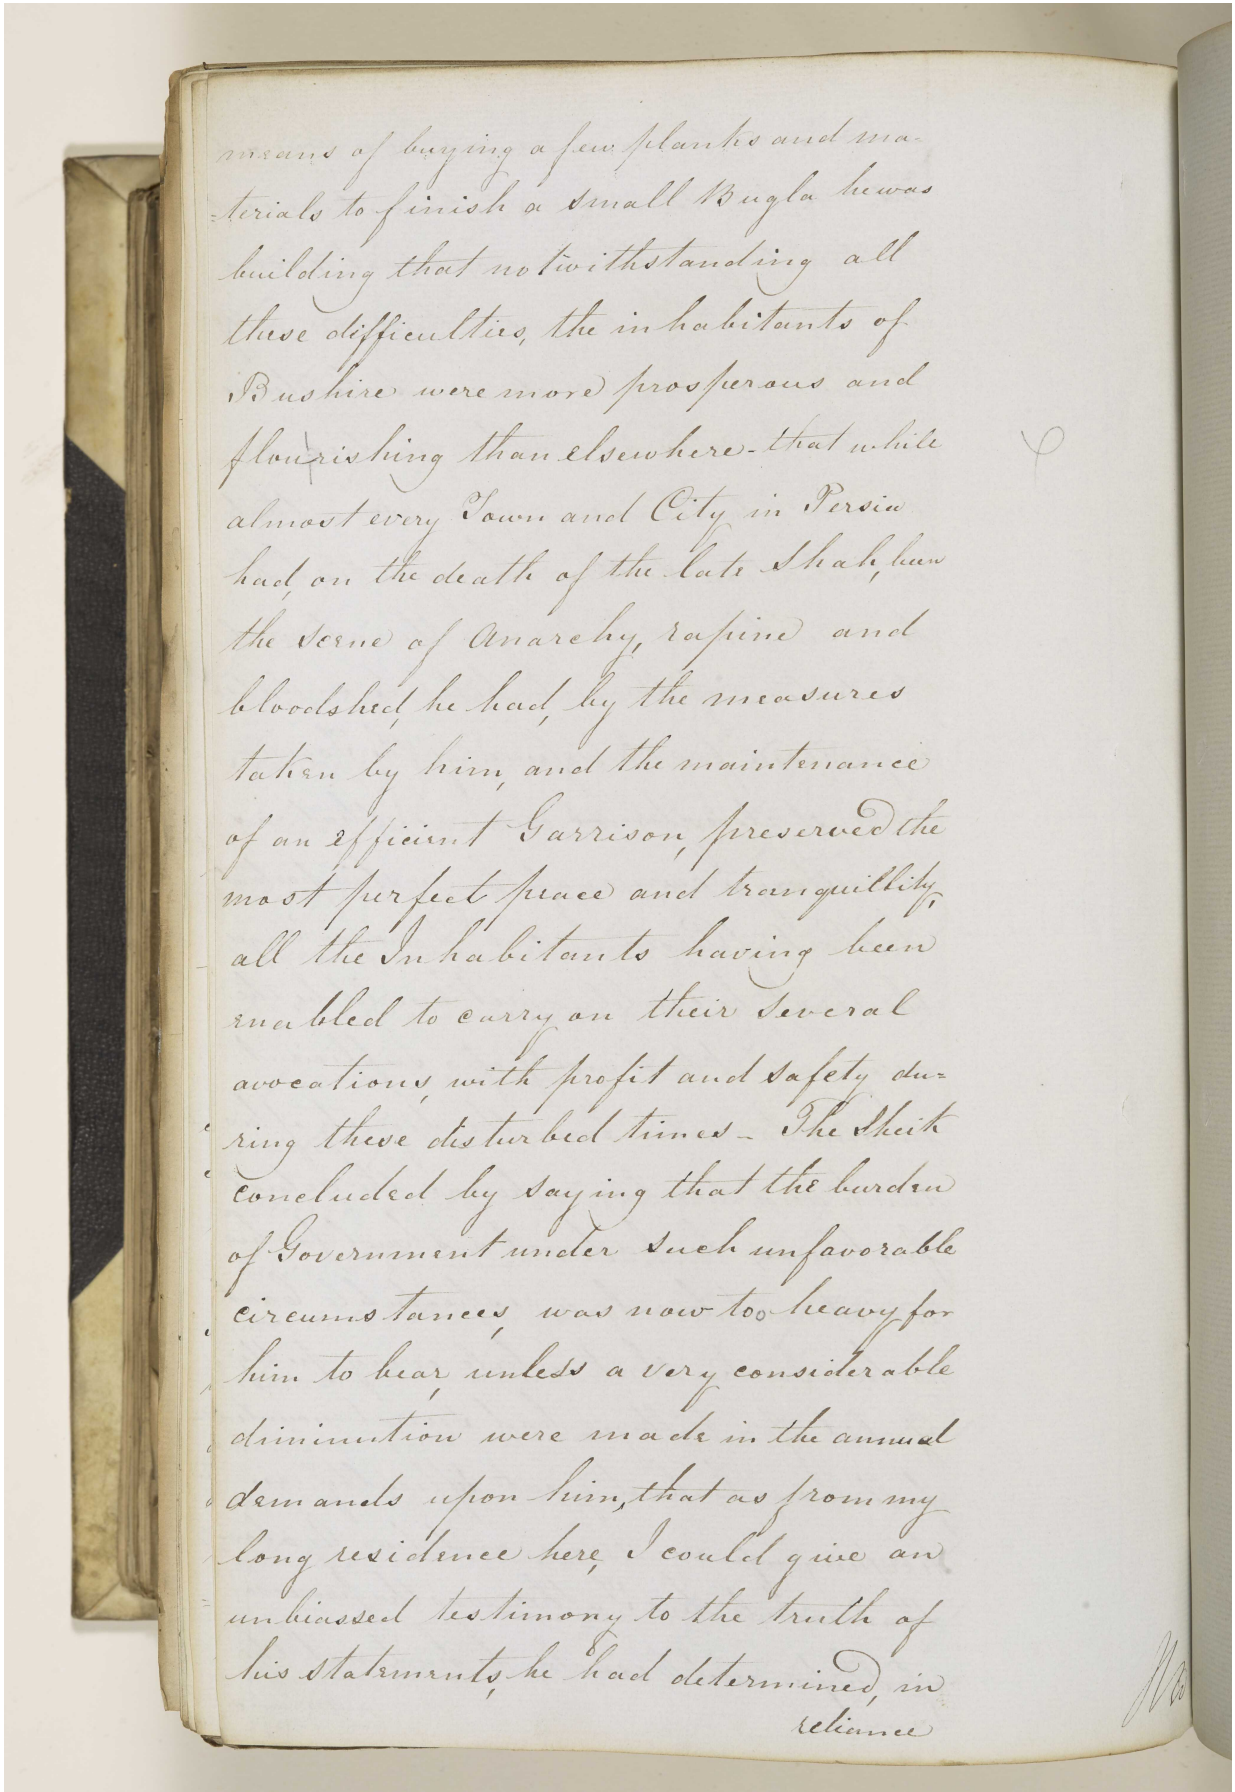 means of buying a few planks and ma-
=terials to finish a small Bugla he was
building that notwithstanding all
these difficulties, the inhabitants of
Bushire were more prosperous and
flourishing than elsewhere - that while
almost every Town and City in Persia
had, on the death of the late Shah, been
the scene of Anarchy, rapine and
bloodshed, he had, by the measures
taken by him, and the maintenance
of an efficient Garrison, preserved the
most perfect peace and tranquillity,
all the Inhabitants having been
enabled to carry on their several
avocations, with profit and safety du=
ring these disturbed times - The Sheik
concluded by saying that the burden
of Government under such unfavorable
circumstances, was now too heavy for
him to bear, unless a very considerable
diminution were made in the annual
demands upon him, that as from my
long residence here, I could give an
unbiassed testimony to the truth of
his statements, he had determined, in
reliance